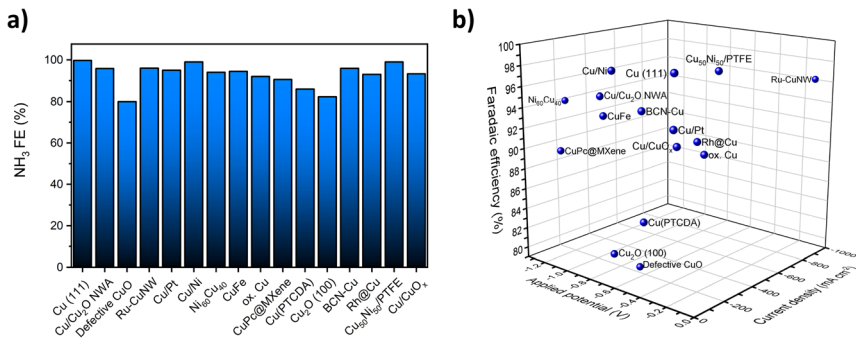 a)
NH₃ FE (%)
100
80
60
40
20
0
Cu (111)
Cu/Cu₂O NWA
Defective CuO
Ru-CuNW
Cu/Pt
Cu/Ni
Ni₆₀Cu₄₀
CuFe
ox. Cu
CuPc@MXene
Cu(PTCDA)
Cu₂O (100)
BCN-Cu
Rh@Cu
Cu₅₀Ni₅₀/PTFE
Cu/CuOₓ
b)
Faradaic efficiency (%)
100
98
96
94
92
90
88
86
84
82
80
Cu₅₀Ni₅₀/PTFE
Cu/Ni
Cu (111)
Ru-CuNW
Ni₆₀Cu₄₀
Cu/Cu₂O NWA
BCN-Cu
CuFe
Cu/Pt
Rh@Cu
Cu/CuOₓ
ox. Cu
CuPc@MXene
Cu(PTCDA)
Cu₂O (100)
Defective CuO
-1.2
-1.0
-0.8
-0.6
-0.4
-0.2
0.0
Applied potential (V)
0
-200
-400
-600
-800
-1000
Current density (mA.cm²)